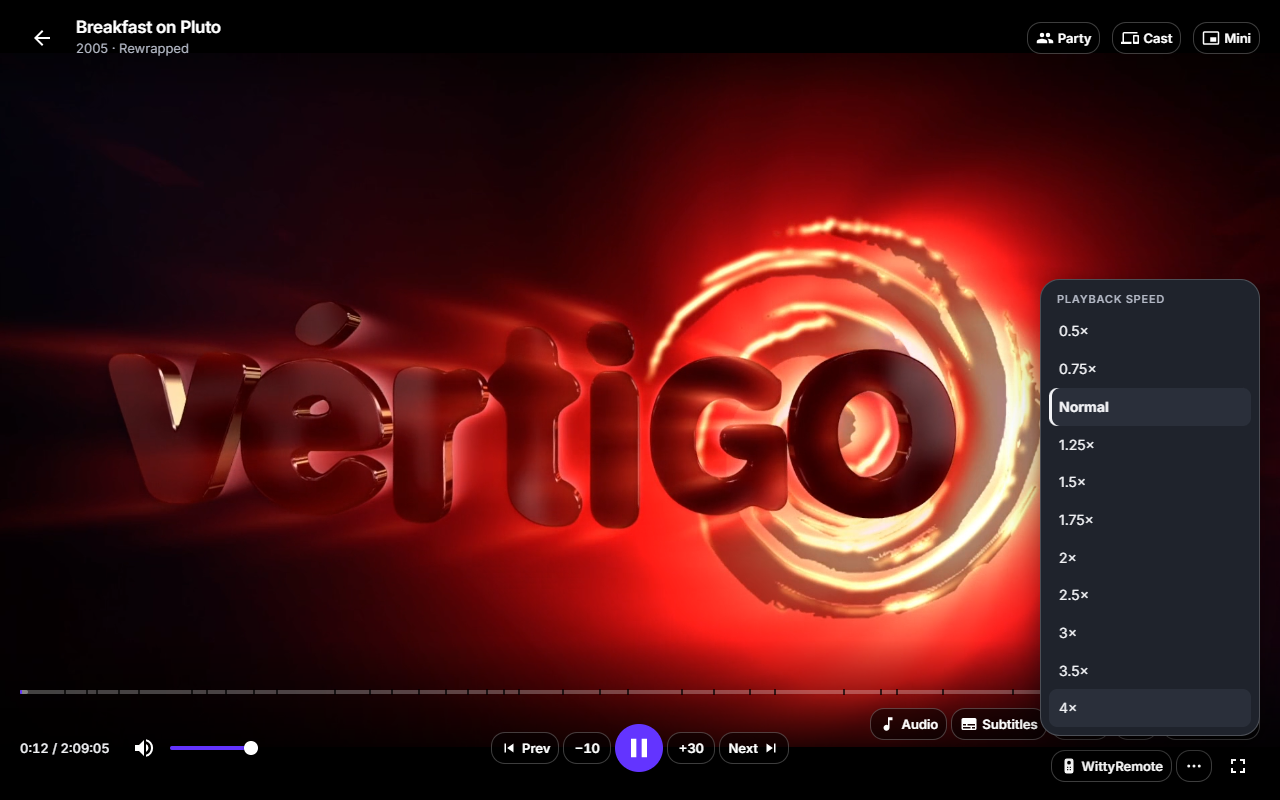 Breakfast on Pluto
2005 · Rewrapped
Party
Cast
Mini
vértiGO
PLAYBACK SPEED
0.5×
0.75×
Normal
1.25×
1.5×
1.75×
2×
2.5×
3×
3.5×
4×
Audio
Subtitles
0:12 / 2:09:05
Prev
−10
+30
Next
WittyRemote